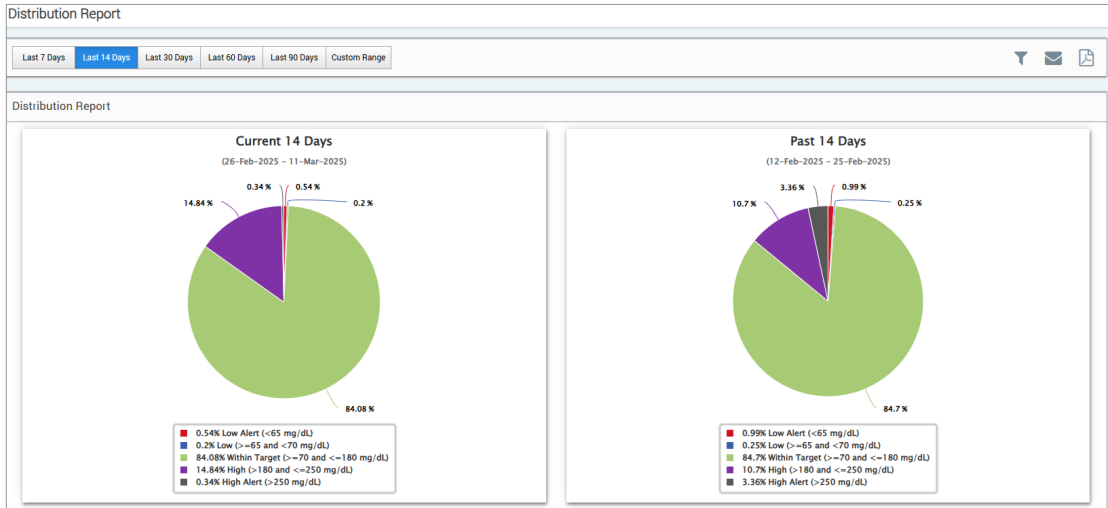 Distribution Report
Last 7 Days Last 14 Days Last 30 Days Last 60 Days Last 90 Days Custom Range
Distribution Report
Current 14 Days
(26-Feb-2025 - 11-Mar-2025)
0.34 % 0.54 %
14.84 % 0.2 %
84.08 %
0.54% Low Alert (<65 mg/dL)
0.2% Low (>=65 and <70 mg/dL)
84.08% Within Target (>=70 and <=180 mg/dL)
14.84% High (>180 and <=250 mg/dL)
0.34% High Alert (>250 mg/dL)
Past 14 Days
(12-Feb-2025 - 25-Feb-2025)
3.36 % 0.99 %
10.7 % 0.25 %
84.7 %
0.99% Low Alert (<65 mg/dL)
0.25% Low (>=65 and <70 mg/dL)
84.7% Within Target (>=70 and <=180 mg/dL)
10.7% High (>180 and <=250 mg/dL)
3.36% High Alert (>250 mg/dL)